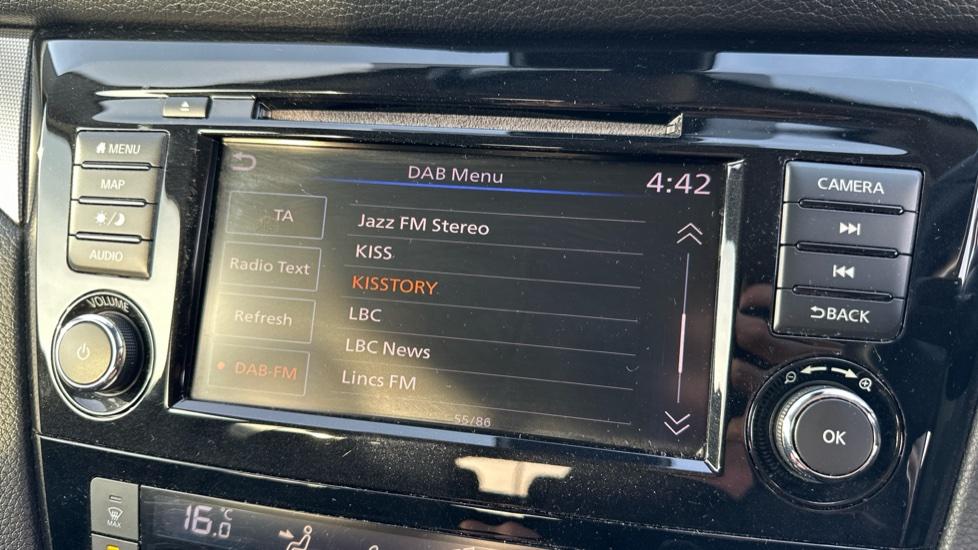 MENU
MAP
AUDIO
VOLUME
DAB Menu
4:42
TA
Radio Text
Refresh
DAB-FM
Jazz FM Stereo
KISS
KISSTORY
LBC
LBC News
Lincs FM
55/86
CAMERA
BACK
OK
MAX
16.0°C